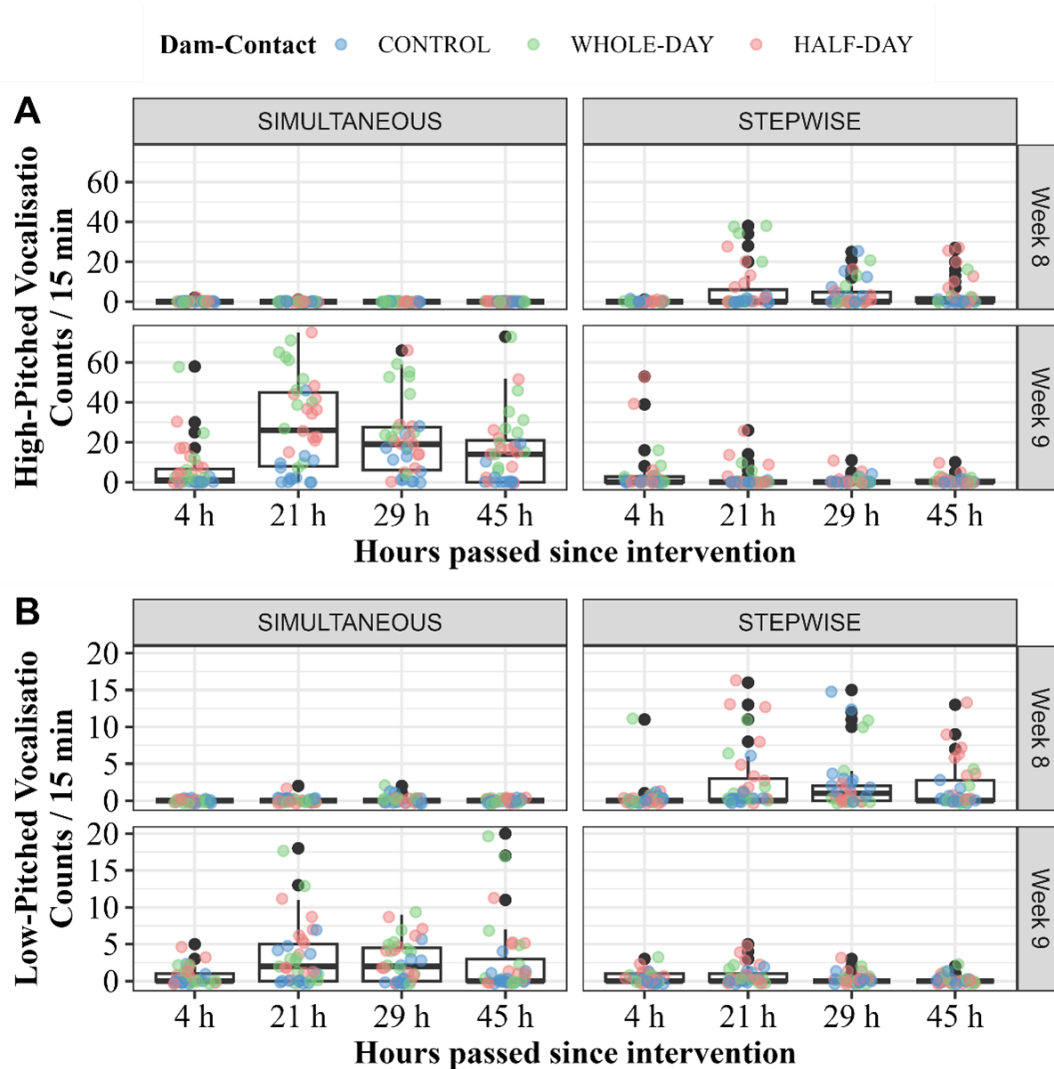 Dam-Contact CONTROL WHOLE-DAY HALF-DAY
A
SIMULTANEOUS STEPWISE
High-Pitched Vocalisatio
Counts / 15 min
60
40
20
0
Week 8
60
40
20
0
Week 9
4 h 21 h 29 h 45 h 4 h 21 h 29 h 45 h
Hours passed since intervention
B
SIMULTANEOUS STEPWISE
Low-Pitched Vocalisatio
Counts / 15 min
20
15
10
5
0
Week 8
20
15
10
5
0
Week 9
4 h 21 h 29 h 45 h 4 h 21 h 29 h 45 h
Hours passed since intervention